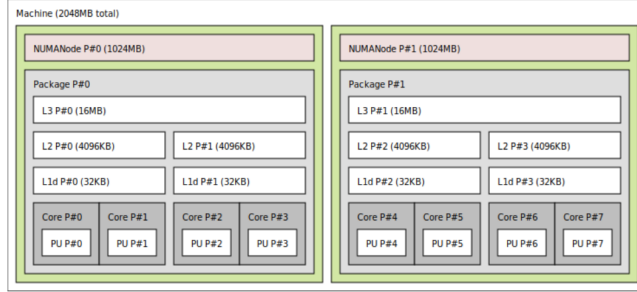 Machine (2048MB total)
NUMANode P#0 (1024MB)
Package P#0
L3 P#0 (16MB)
L2 P#0 (4096KB) L2 P#1 (4096KB)
L1d P#0 (32KB) L1d P#1 (32KB)
Core P#0 Core P#1 Core P#2 Core P#3
PU P#0 PU P#1 PU P#2 PU P#3
NUMANode P#1 (1024MB)
Package P#1
L3 P#1 (16MB)
L2 P#2 (4096KB) L2 P#3 (4096KB)
L1d P#2 (32KB) L1d P#3 (32KB)
Core P#4 Core P#5 Core P#6 Core P#7
PU P#4 PU P#5 PU P#6 PU P#7